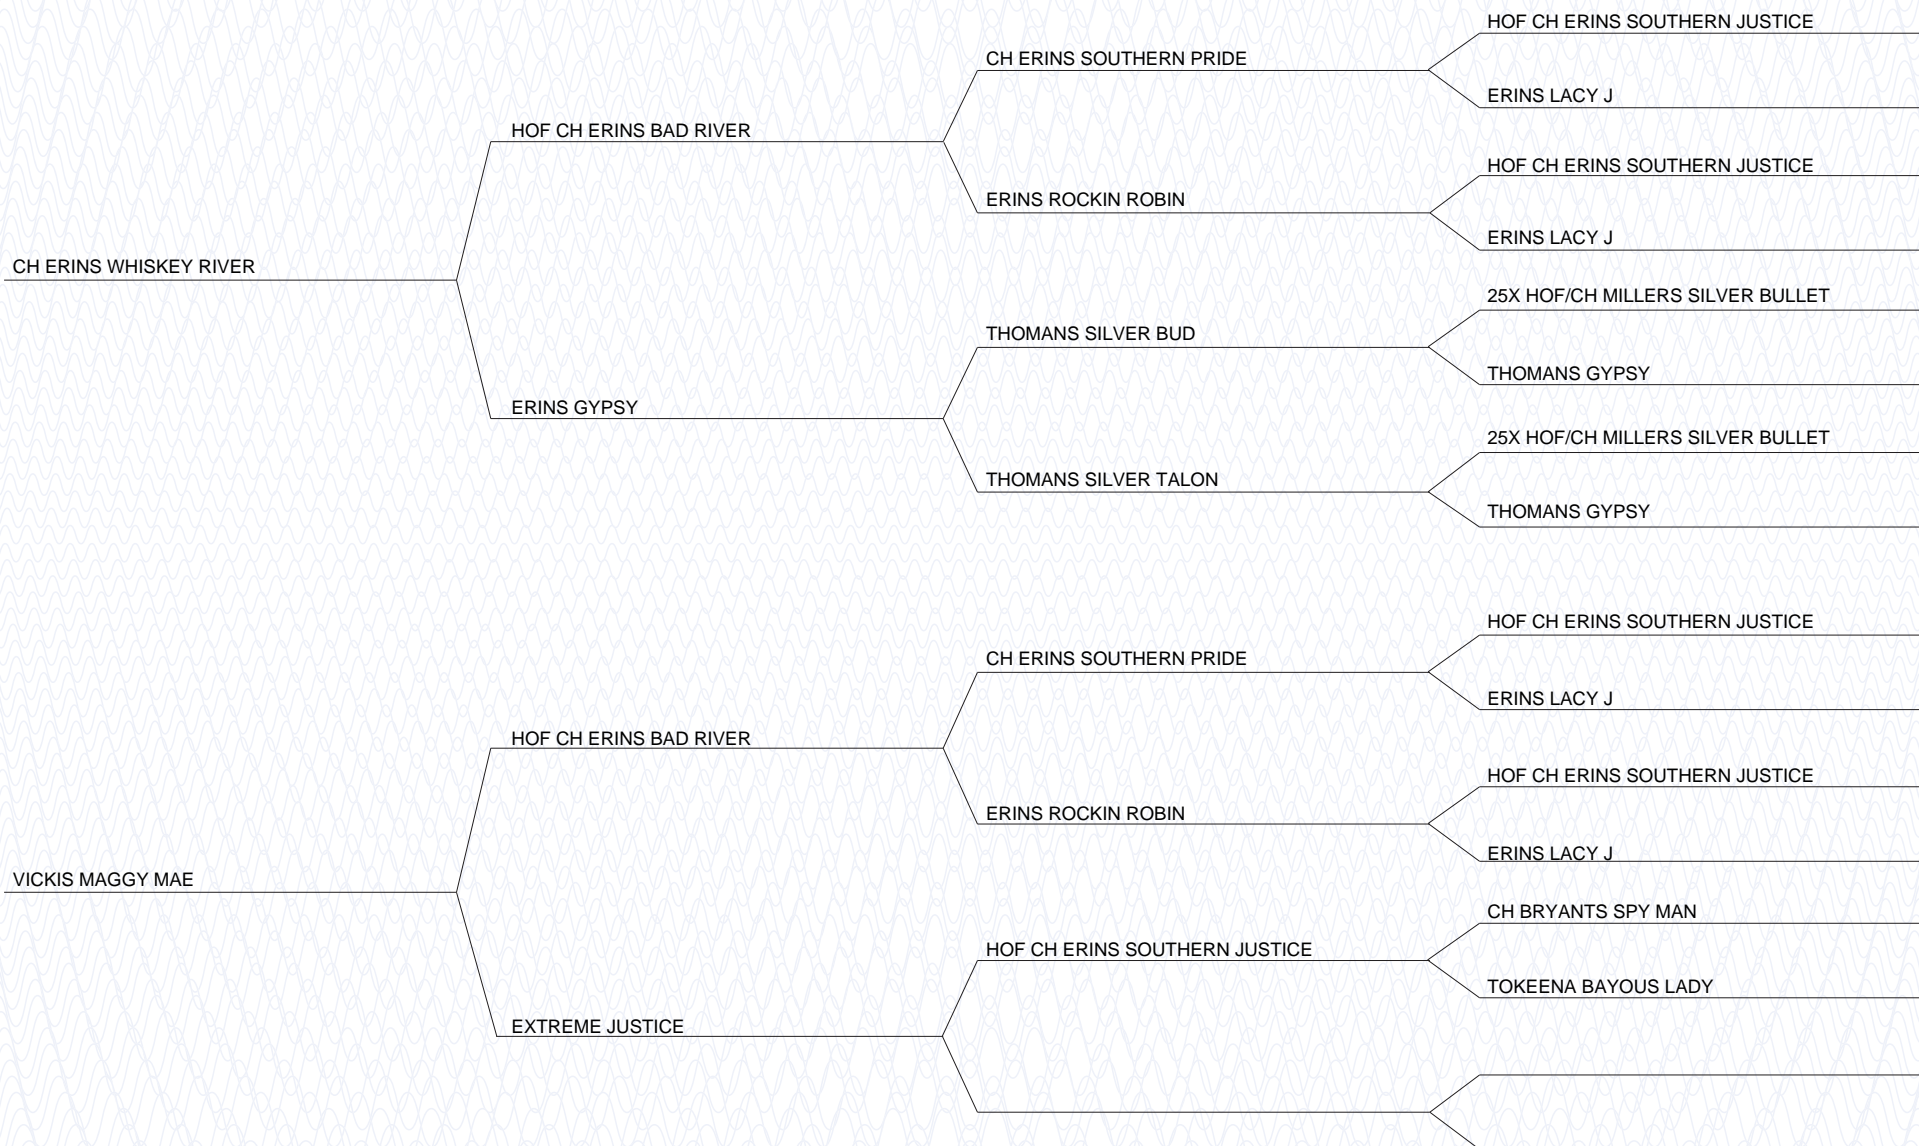 HOF CH ERINS SOUTHERN JUSTICE
CH ERINS SOUTHERN PRIDE
ERINS LACY J
HOF CH ERINS BAD RIVER
HOF CH ERINS SOUTHERN JUSTICE
ERINS ROCKIN ROBIN
ERINS LACY J
CH ERINS WHISKEY RIVER
25X HOF/CH MILLERS SILVER BULLET
THOMANS SILVER BUD
THOMANS GYPSY
ERINS GYPSY
25X HOF/CH MILLERS SILVER BULLET
THOMANS SILVER TALON
THOMANS GYPSY
HOF CH ERINS SOUTHERN JUSTICE
CH ERINS SOUTHERN PRIDE
ERINS LACY J
HOF CH ERINS BAD RIVER
HOF CH ERINS SOUTHERN JUSTICE
ERINS ROCKIN ROBIN
ERINS LACY J
VICKIS MAGGY MAE
CH BRYANTS SPY MAN
HOF CH ERINS SOUTHERN JUSTICE
TOKEENA BAYOUS LADY
EXTREME JUSTICE